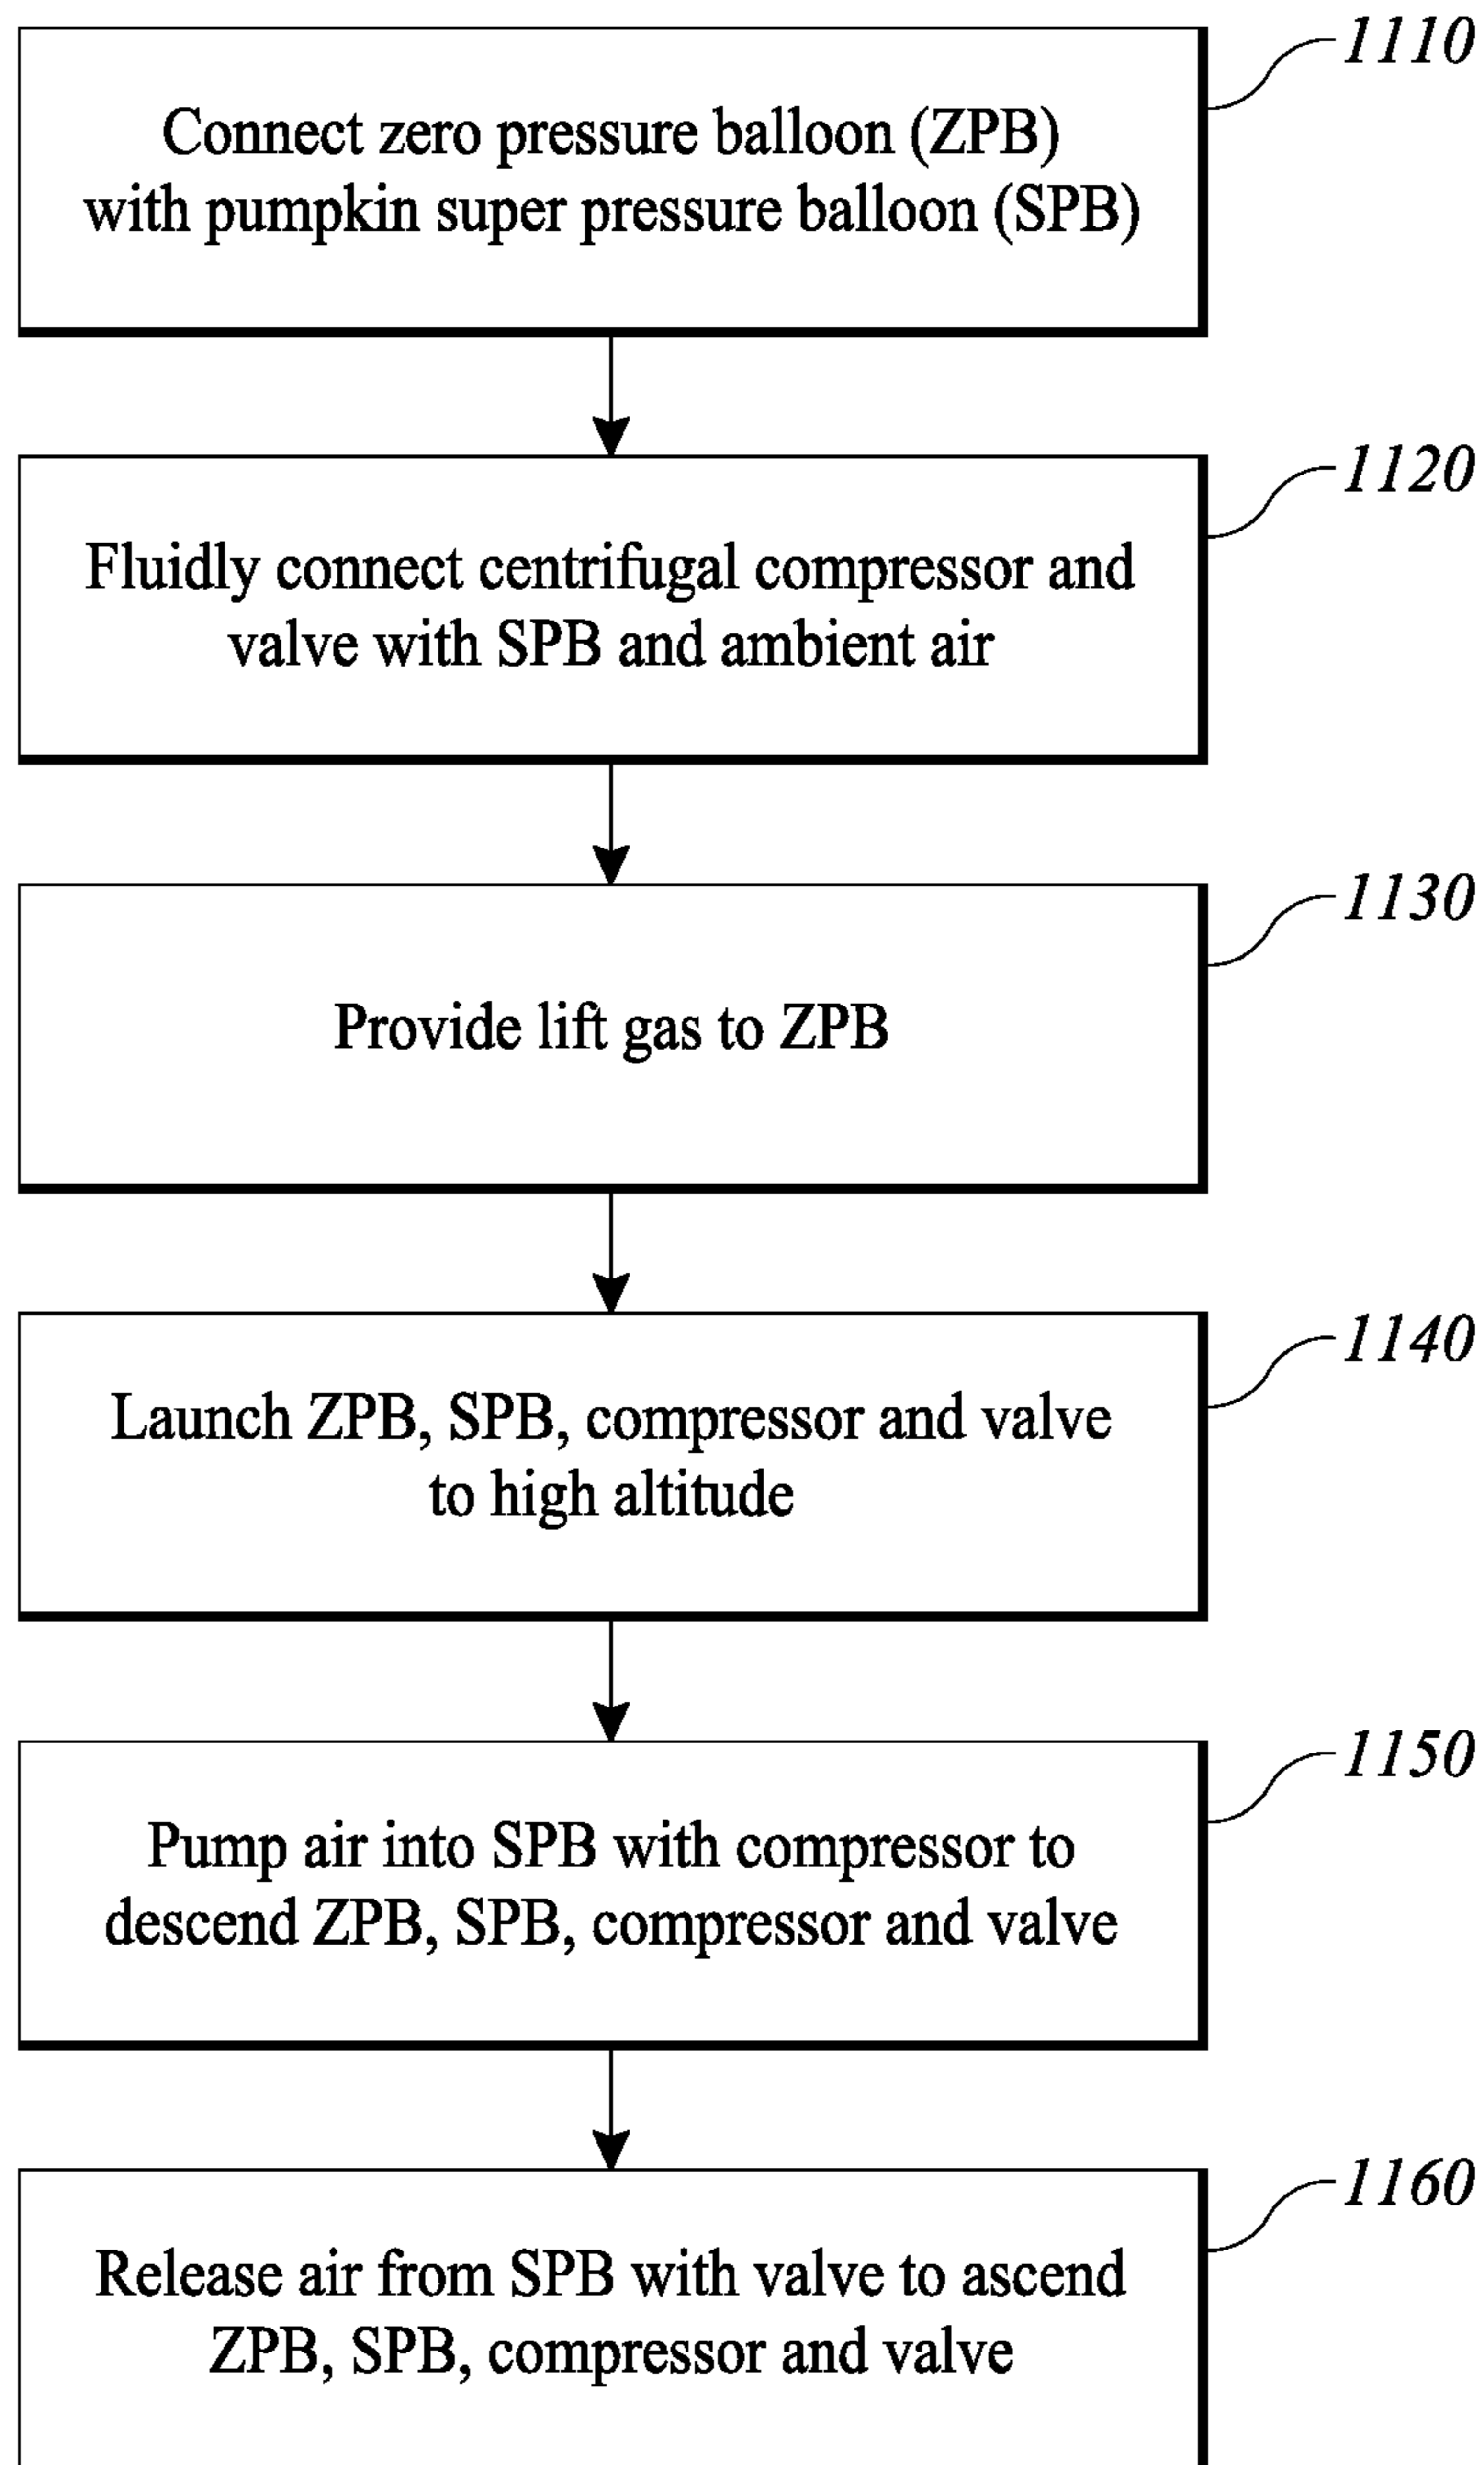 1110
Connect zero pressure balloon (ZPB)
with pumpkin super pressure balloon (SPB)
1120
Fluidly connect centrifugal compressor and
valve with SPB and ambient air
1130
Provide lift gas to ZPB
1140
Launch ZPB, SPB, compressor and valve
to high altitude
1150
Pump air into SPB with compressor to
descend ZPB, SPB, compressor and valve
1160
Release air from SPB with valve to ascend
ZPB, SPB, compressor and valve